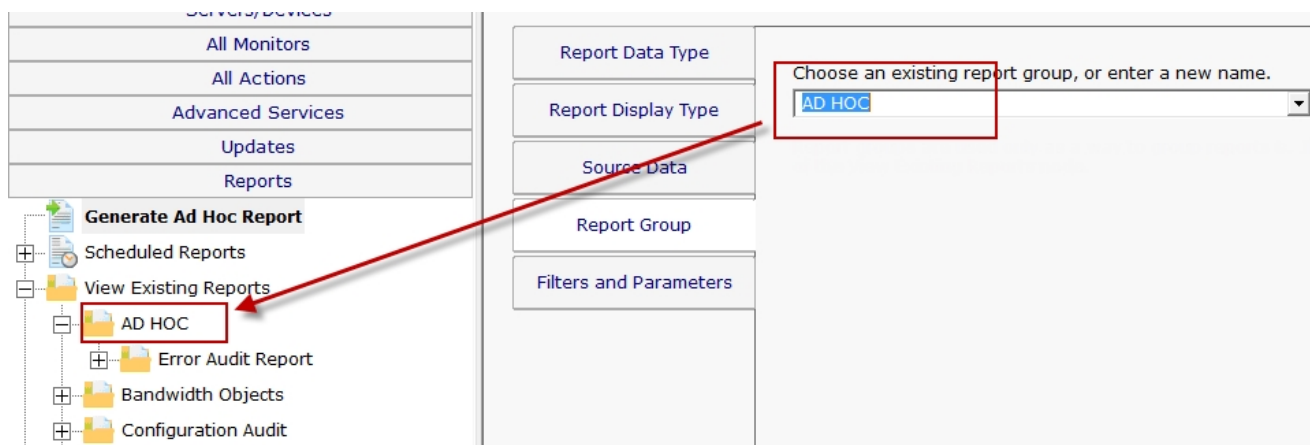 Servers/Devices
All Monitors
All Actions
Advanced Services
Updates
Reports
Generate Ad Hoc Report
Scheduled Reports
View Existing Reports
AD HOC
Error Audit Report
Bandwidth Objects
Configuration Audit
Report Data Type
Report Display Type
Source Data
Report Group
Filters and Parameters
Choose an existing report group, or enter a new name.
AD HOC